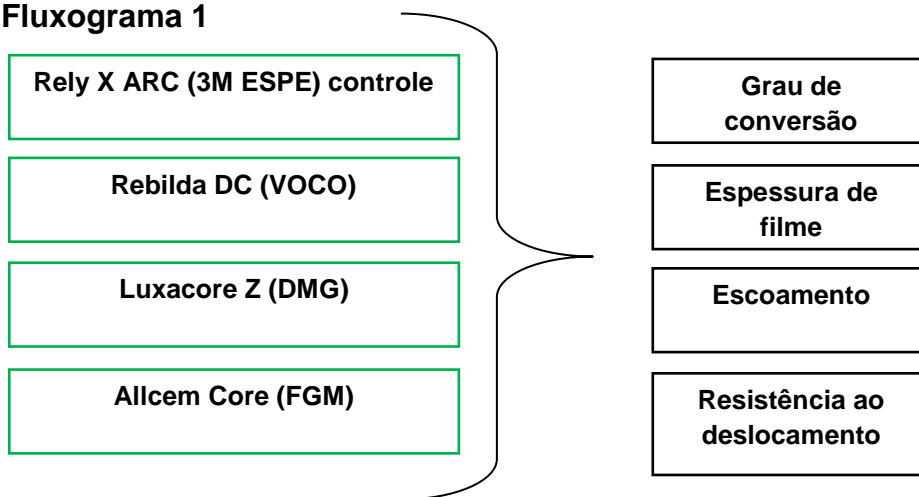 Fluxograma 1
Rely X ARC (3M ESPE) controle
Rebilda DC (VOCO)
Luxacore Z (DMG)
Allcem Core (FGM)
Grau de
conversão
Espessura de
filme
Escoamento
Resistência ao
deslocamento